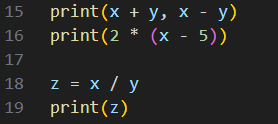 15 print(x + y, x - y)
16 print(2 * (x - 5))
17
18 z = x / y
19 print(z)